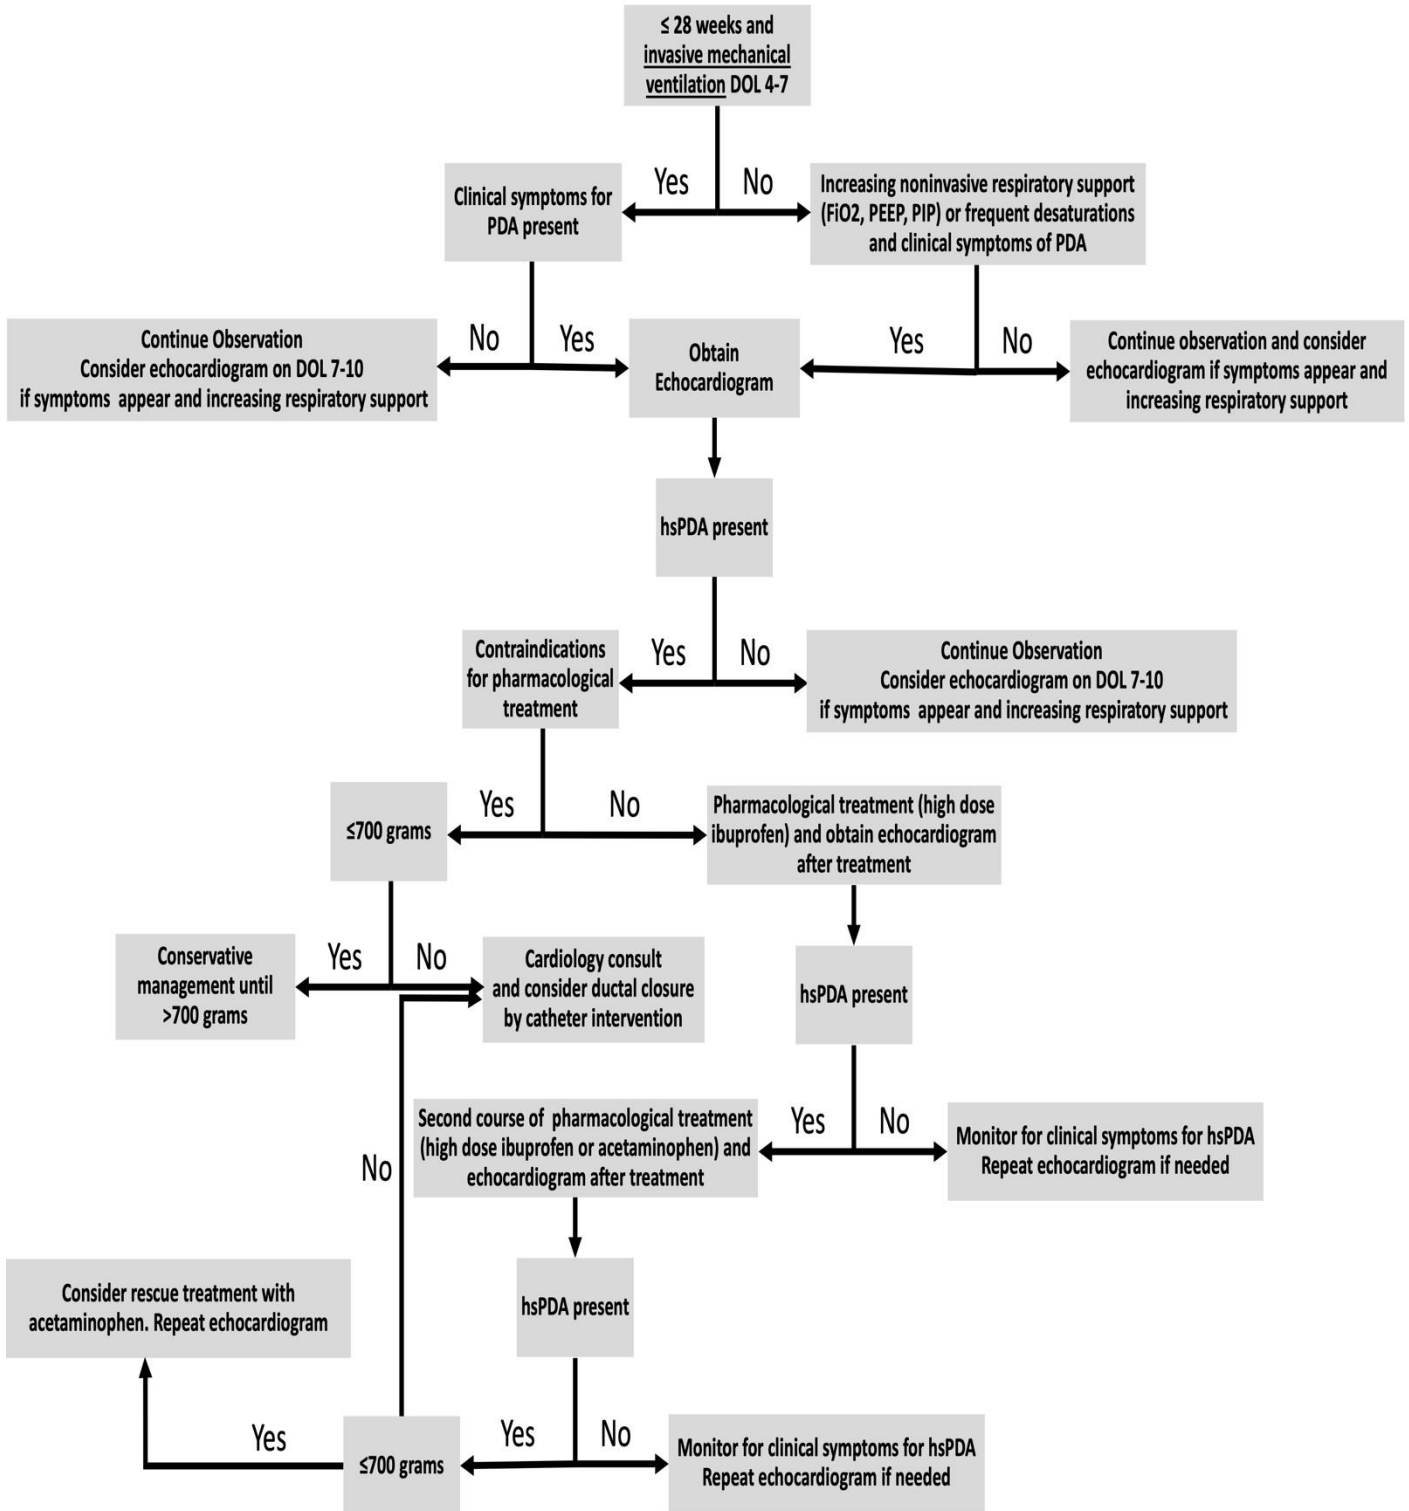 ≤ 28 weeks and
invasive mechanical
ventilation DOL 4-7
Yes
No
Clinical symptoms for
PDA present
Increasing noninvasive respiratory support
(FiO2, PEEP, PIP) or frequent desaturations
and clinical symptoms of PDA
No
Yes
Yes
No
Continue Observation
Consider echocardiogram on DOL 7-10
if symptoms appear and increasing respiratory support
Obtain
Echocardiogram
Continue observation and consider
echocardiogram if symptoms appear and
increasing respiratory support
hsPDA present
Yes
No
Contraindications
for pharmacological
treatment
Continue Observation
Consider echocardiogram on DOL 7-10
if symptoms appear and increasing respiratory support
Yes
No
≤700 grams
Pharmacological treatment (high dose
ibuprofen) and obtain echocardiogram
after treatment
Yes
No
Conservative
management until
>700 grams
Cardiology consult
and consider ductal closure
by catheter intervention
hsPDA present
Yes
No
Second course of pharmacological treatment
(high dose ibuprofen or acetaminophen) and
echocardiogram after treatment
Monitor for clinical symptoms for hsPDA
Repeat echocardiogram if needed
No
hsPDA present
Consider rescue treatment with
acetaminophen. Repeat echocardiogram
Yes
≤700 grams
Yes
No
Monitor for clinical symptoms for hsPDA
Repeat echocardiogram if needed